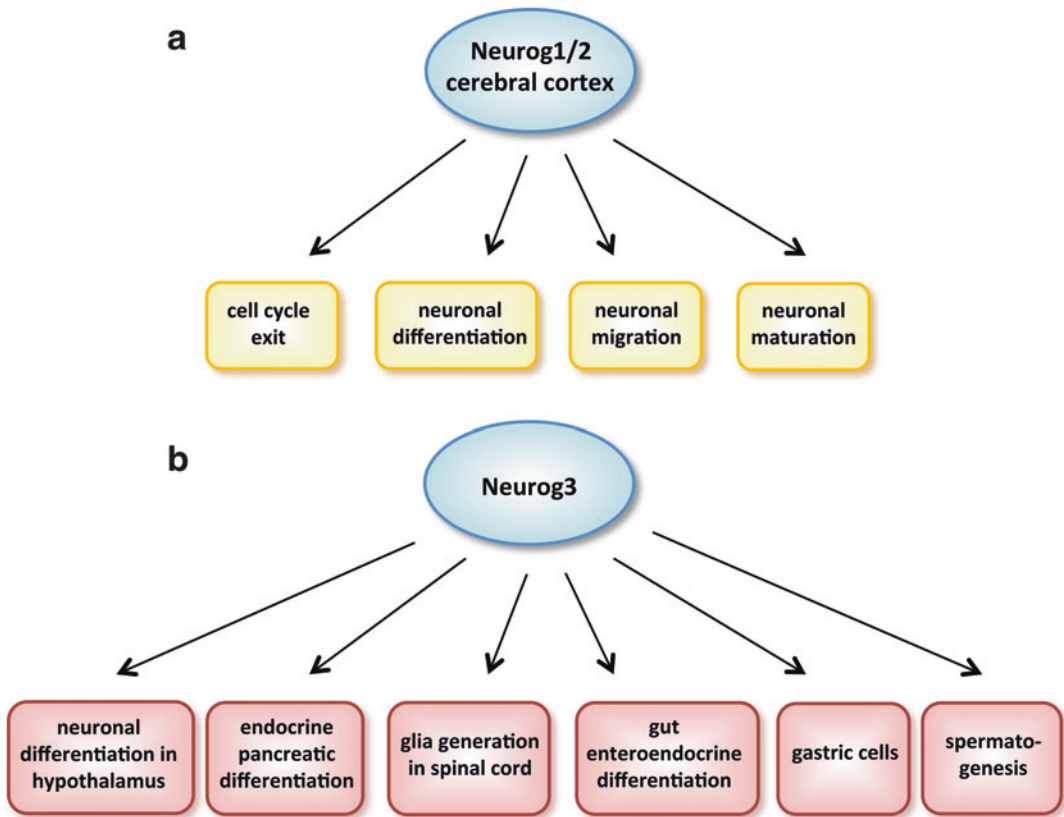 a
Neurog1/2
cerebral cortex
cell cycle
exit
neuronal
differentiation
neuronal
migration
neuronal
maturation
b
Neurog3
neuronal
differentiation in
hypothalamus
endocrine
pancreatic
differentiation
glia generation
in spinal cord
gut
enteroendocrine
differentiation
gastric cells
spermato-
genesis